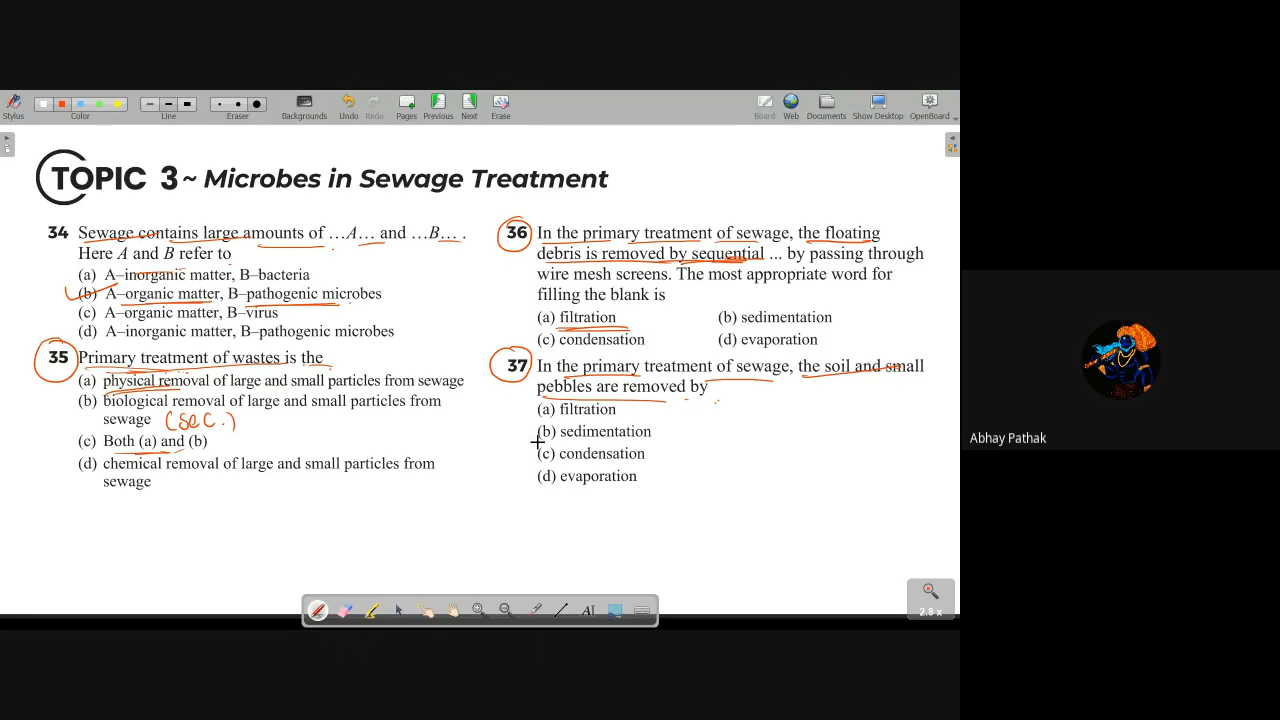 Stylus
Color
Line
Eraser
Backgrounds
Undo
Redo
Pages
Previous
Next
Erase
Board
Web
Documents
Show Desktop
OpenBoard
TOPIC 3 ~ Microbes in Sewage Treatment
34 Sewage contains large amounts of ...A... and ...B... .
Here A and B refer to
(a) A–inorganic matter, B–bacteria
(b) A–organic matter, B–pathogenic microbes
(c) A–organic matter, B–virus
(d) A–inorganic matter, B–pathogenic microbes
35 Primary treatment of wastes is the
(a) physical removal of large and small particles from sewage
(b) biological removal of large and small particles from
sewage (Sec.)
(c) Both (a) and (b)
(d) chemical removal of large and small particles from
sewage
36 In the primary treatment of sewage, the floating
debris is removed by sequential ... by passing through
wire mesh screens. The most appropriate word for
filling the blank is
(a) filtration (b) sedimentation
(c) condensation (d) evaporation
37 In the primary treatment of sewage, the soil and small
pebbles are removed by
(a) filtration
(b) sedimentation
(c) condensation
(d) evaporation
AI
2.8 x
Abhay Pathak